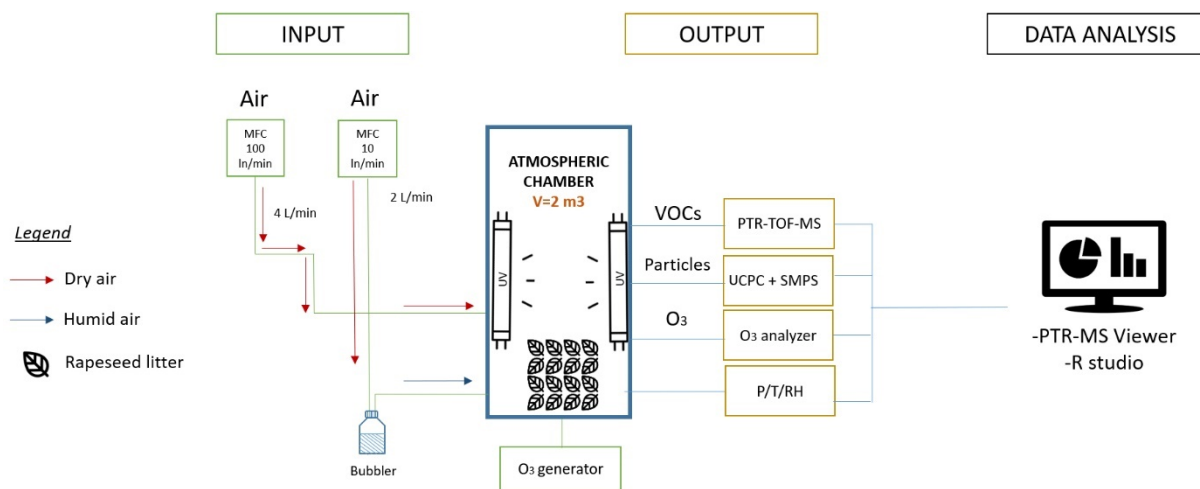 INPUT
OUTPUT
DATA ANALYSIS
Air
Air
MFC
100
ln/min
MFC
10
ln/min
4 L/min
2 L/min
Legend
Dry air
Humid air
Rapeseed litter
Bubbler
ATMOSPHERIC
CHAMBER
V=2 m3
UV
UV
O3 generator
VOCs
PTR-TOF-MS
Particles
UCPC + SMPS
O3
O3 analyzer
P/T/RH
-PTR-MS Viewer
-R studio